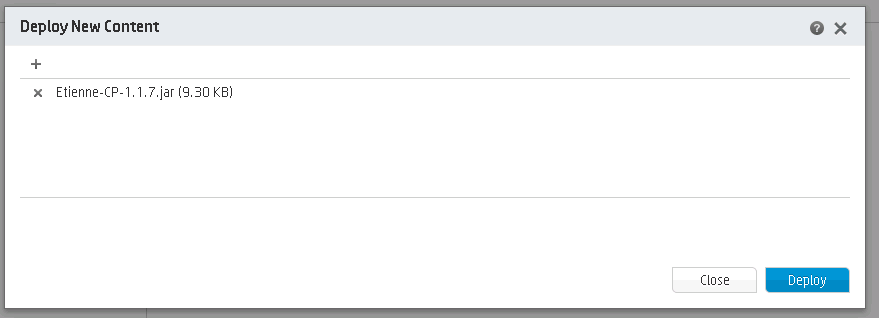 Deploy New Content
Etienne-CP-1.1.7.jar (9.30 KB)
Close
Deploy